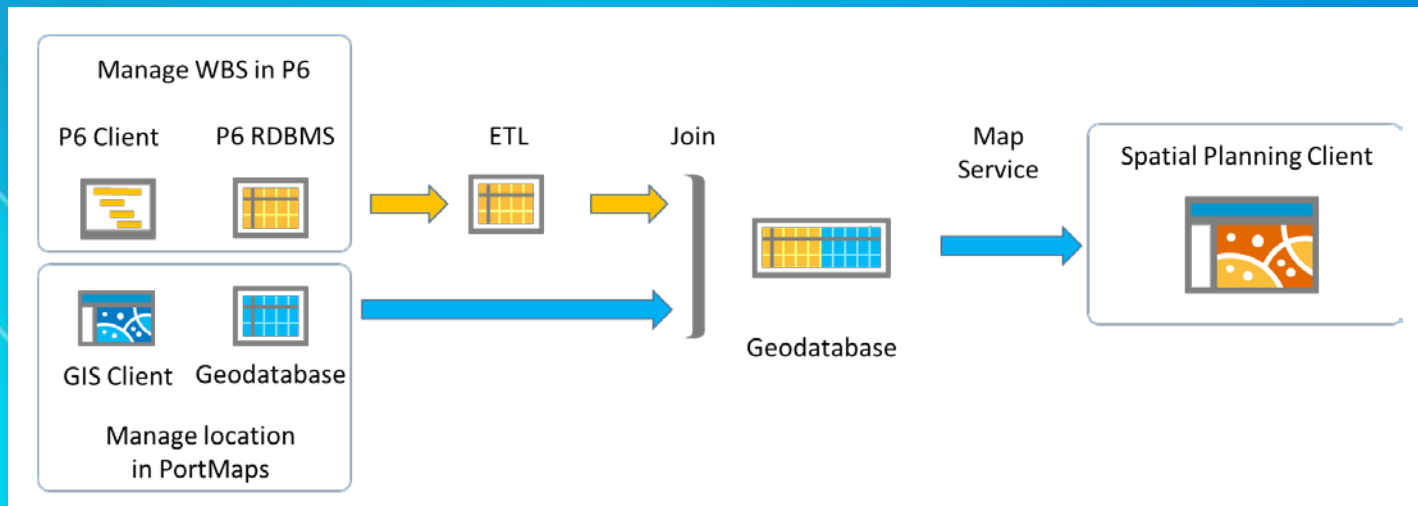 Manage WBS in P6
P6 Client
P6 RDBMS
ETL
Join
Map
Service
Spatial Planning Client
GIS Client
Geodatabase
Manage location
in PortMaps
Geodatabase